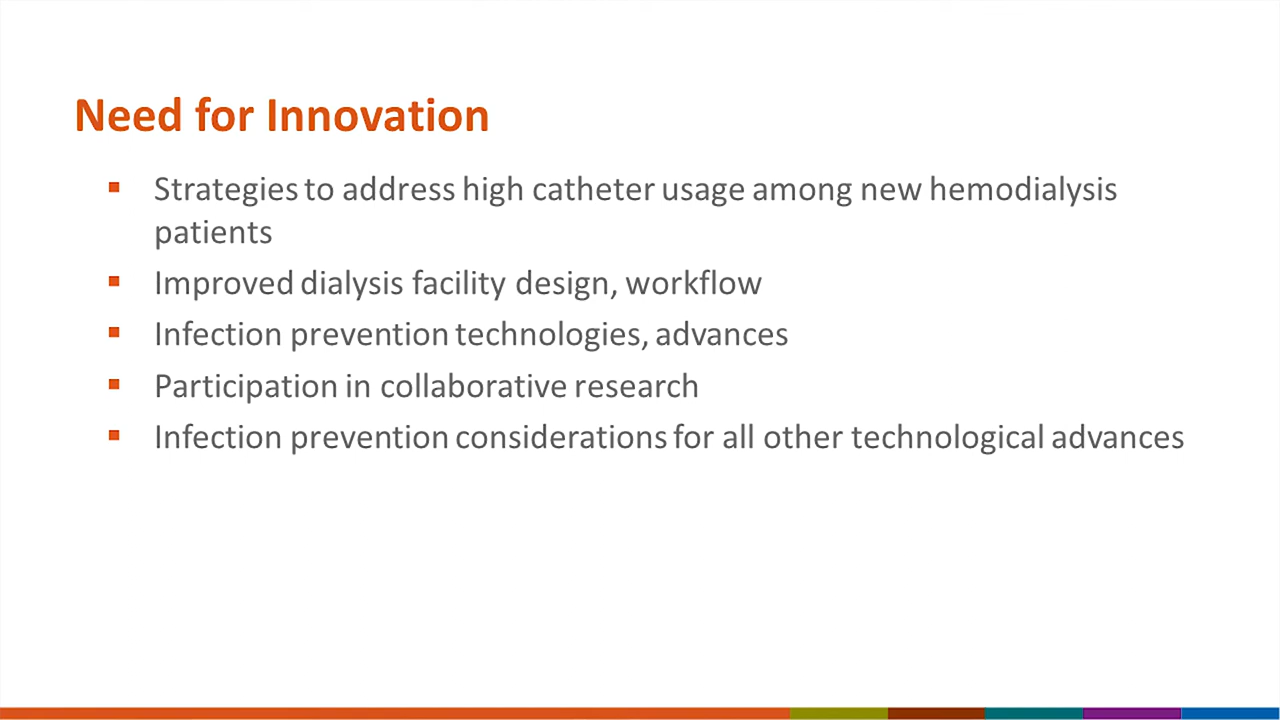 Need for Innovation
Strategies to address high catheter usage among new hemodialysis
patients
Improved dialysis facility design, workflow
Infection prevention technologies, advances
Participation in collaborative research
Infection prevention considerations for all other technological advances